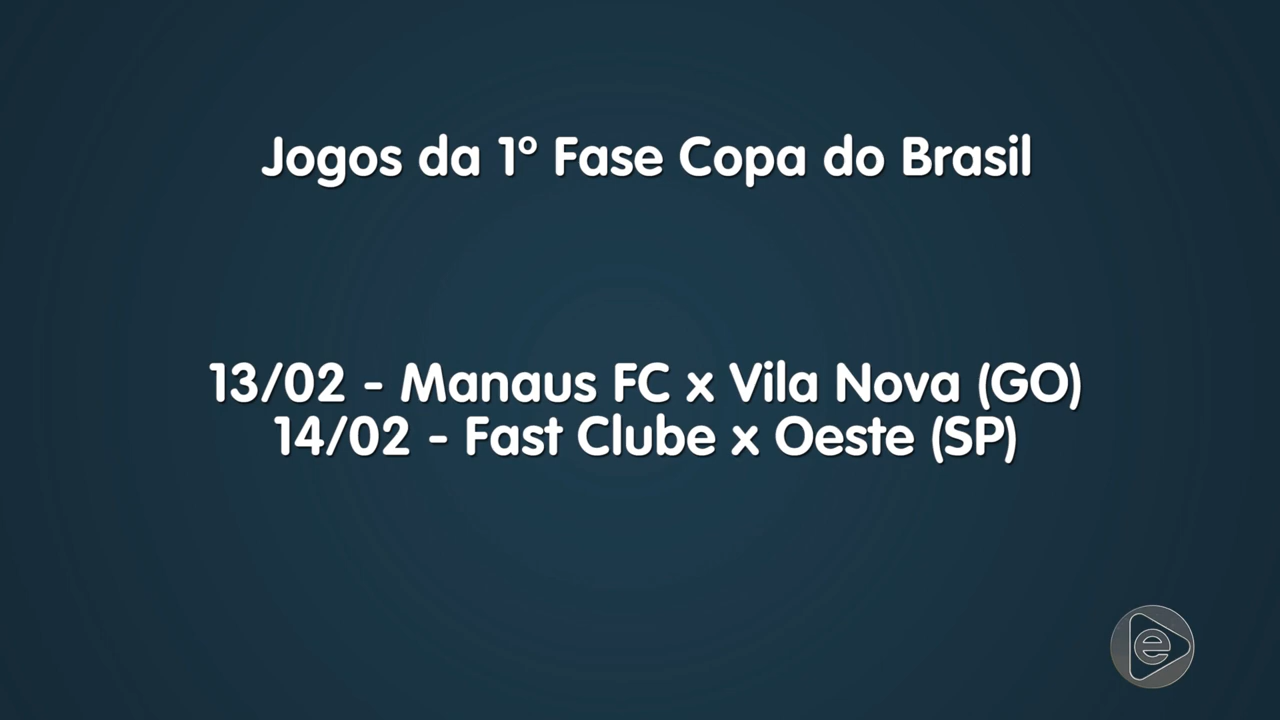 Jogos da 1º Fase Copa do Brasil
13/02 - Manaus FC x Vila Nova (GO)
14/02 - Fast Clube x Oeste (SP)
e